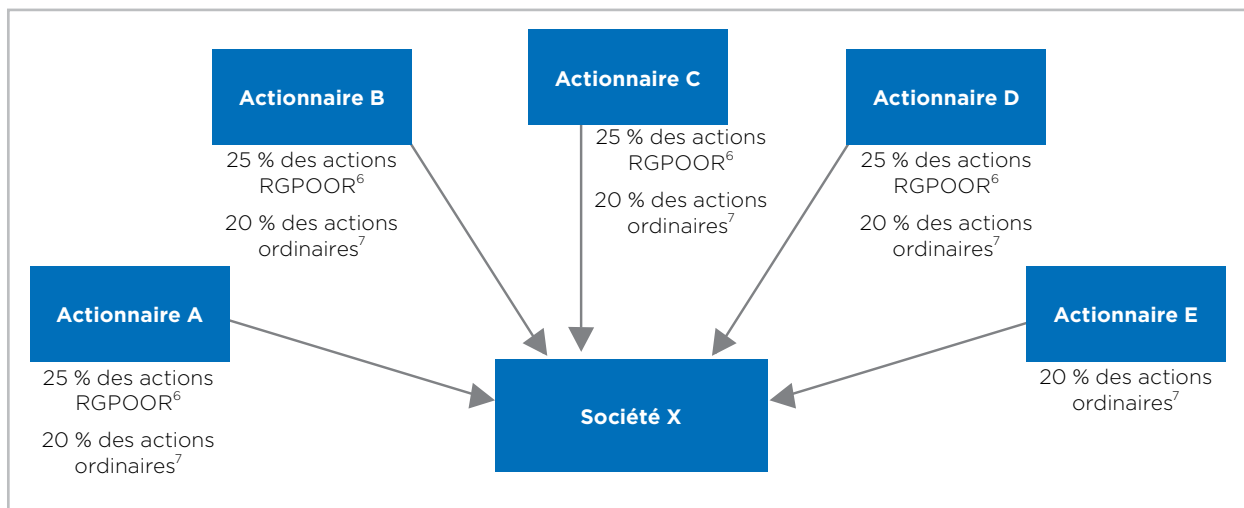 Actionnaire A
25 % des actions
RGPOOR⁶
20 % des actions
ordinaires⁷
Actionnaire B
25 % des actions
RGPOOR⁶
20 % des actions
ordinaires⁷
Actionnaire C
25 % des actions
RGPOOR⁶
20 % des actions
ordinaires⁷
Actionnaire D
25 % des actions
RGPOOR⁶
20 % des actions
ordinaires⁷
Actionnaire E
20 % des actions
ordinaires⁷
Société X